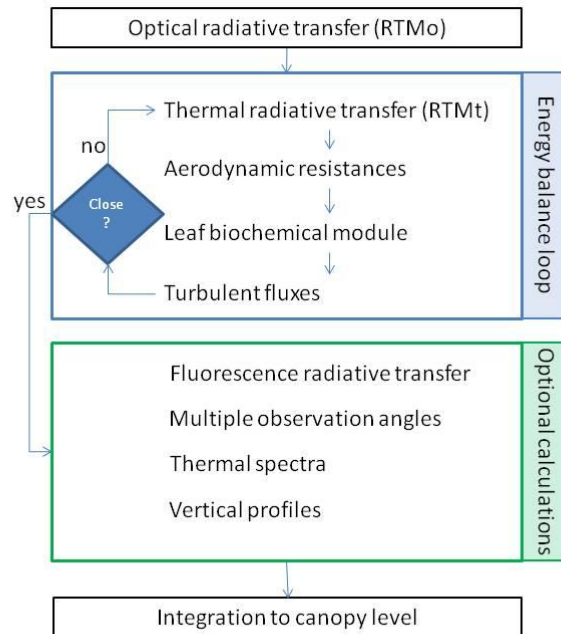 Optical radiative transfer (RTMo)
Thermal radiative transfer (RTMt)
no
Aerodynamic resistances
yes
Close
?
Leaf biochemical module
Turbulent fluxes
Energy balance loop
Fluorescence radiative transfer
Multiple observation angles
Thermal spectra
Vertical profiles
Optional calculations
Integration to canopy level